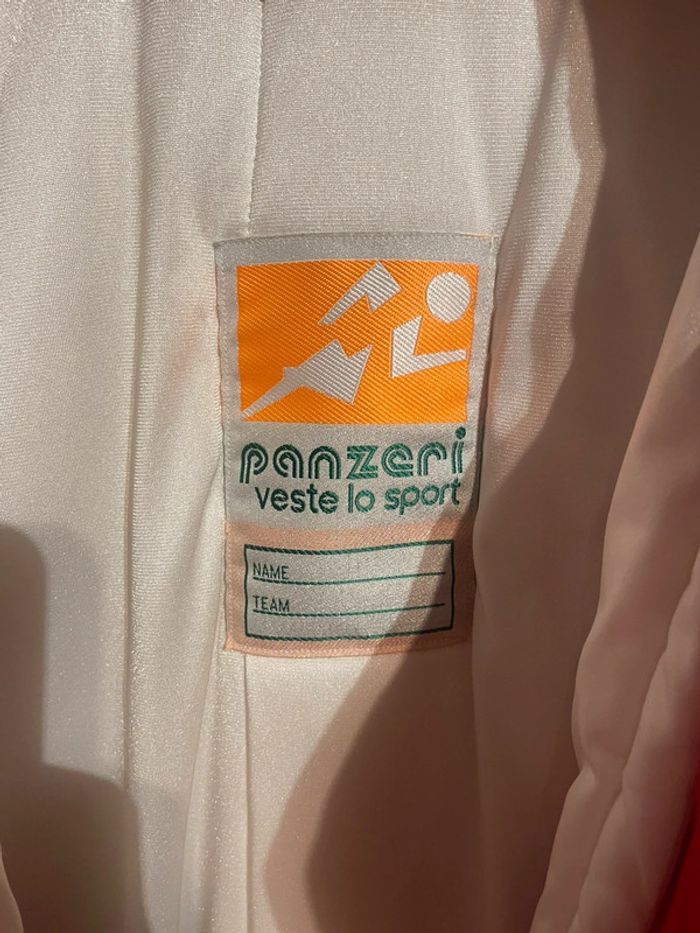 panzeri
veste lo sport
NAME
TEAM